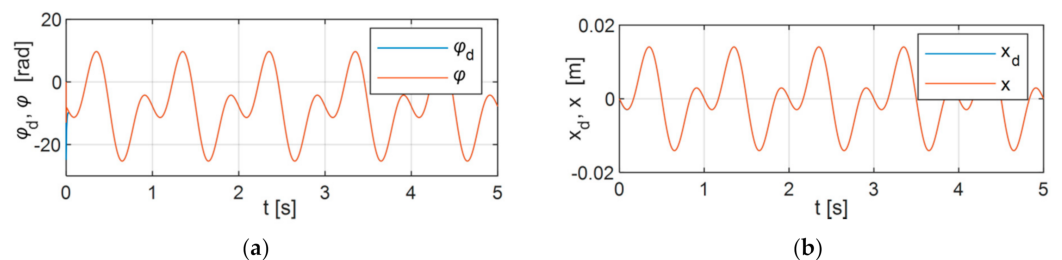 20
0
-20
φd, φ [rad]
φd
φ
0 1 2 3 4 5
t [s]
(a)
0.02
0
-0.02
xd, x [m]
xd
x
0 1 2 3 4 5
t [s]
(b)